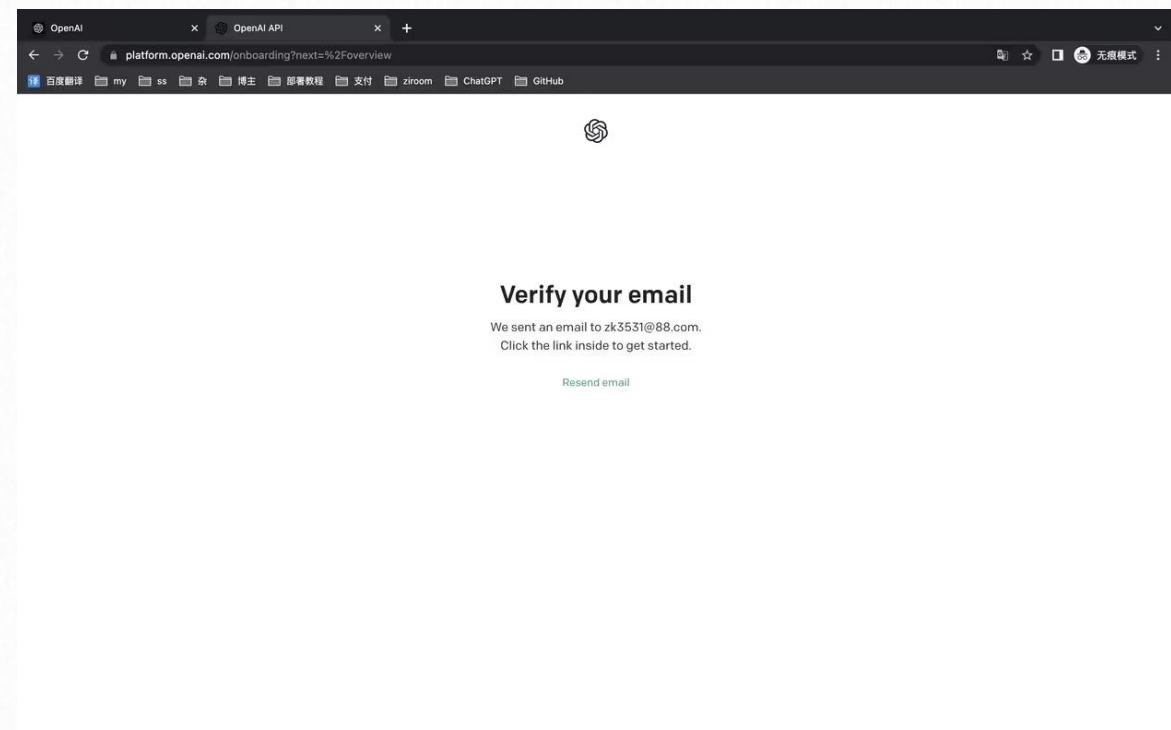 OpenAI
OpenAI API
platform.openai.com/onboarding?next=%2Foverview
无痕模式
译 百度翻译 my ss 杂 博主 部署教程 支付 ziroom ChatGPT GitHub
Verify your email
We sent an email to zk3531@88.com.
Click the link inside to get started.
Resend email